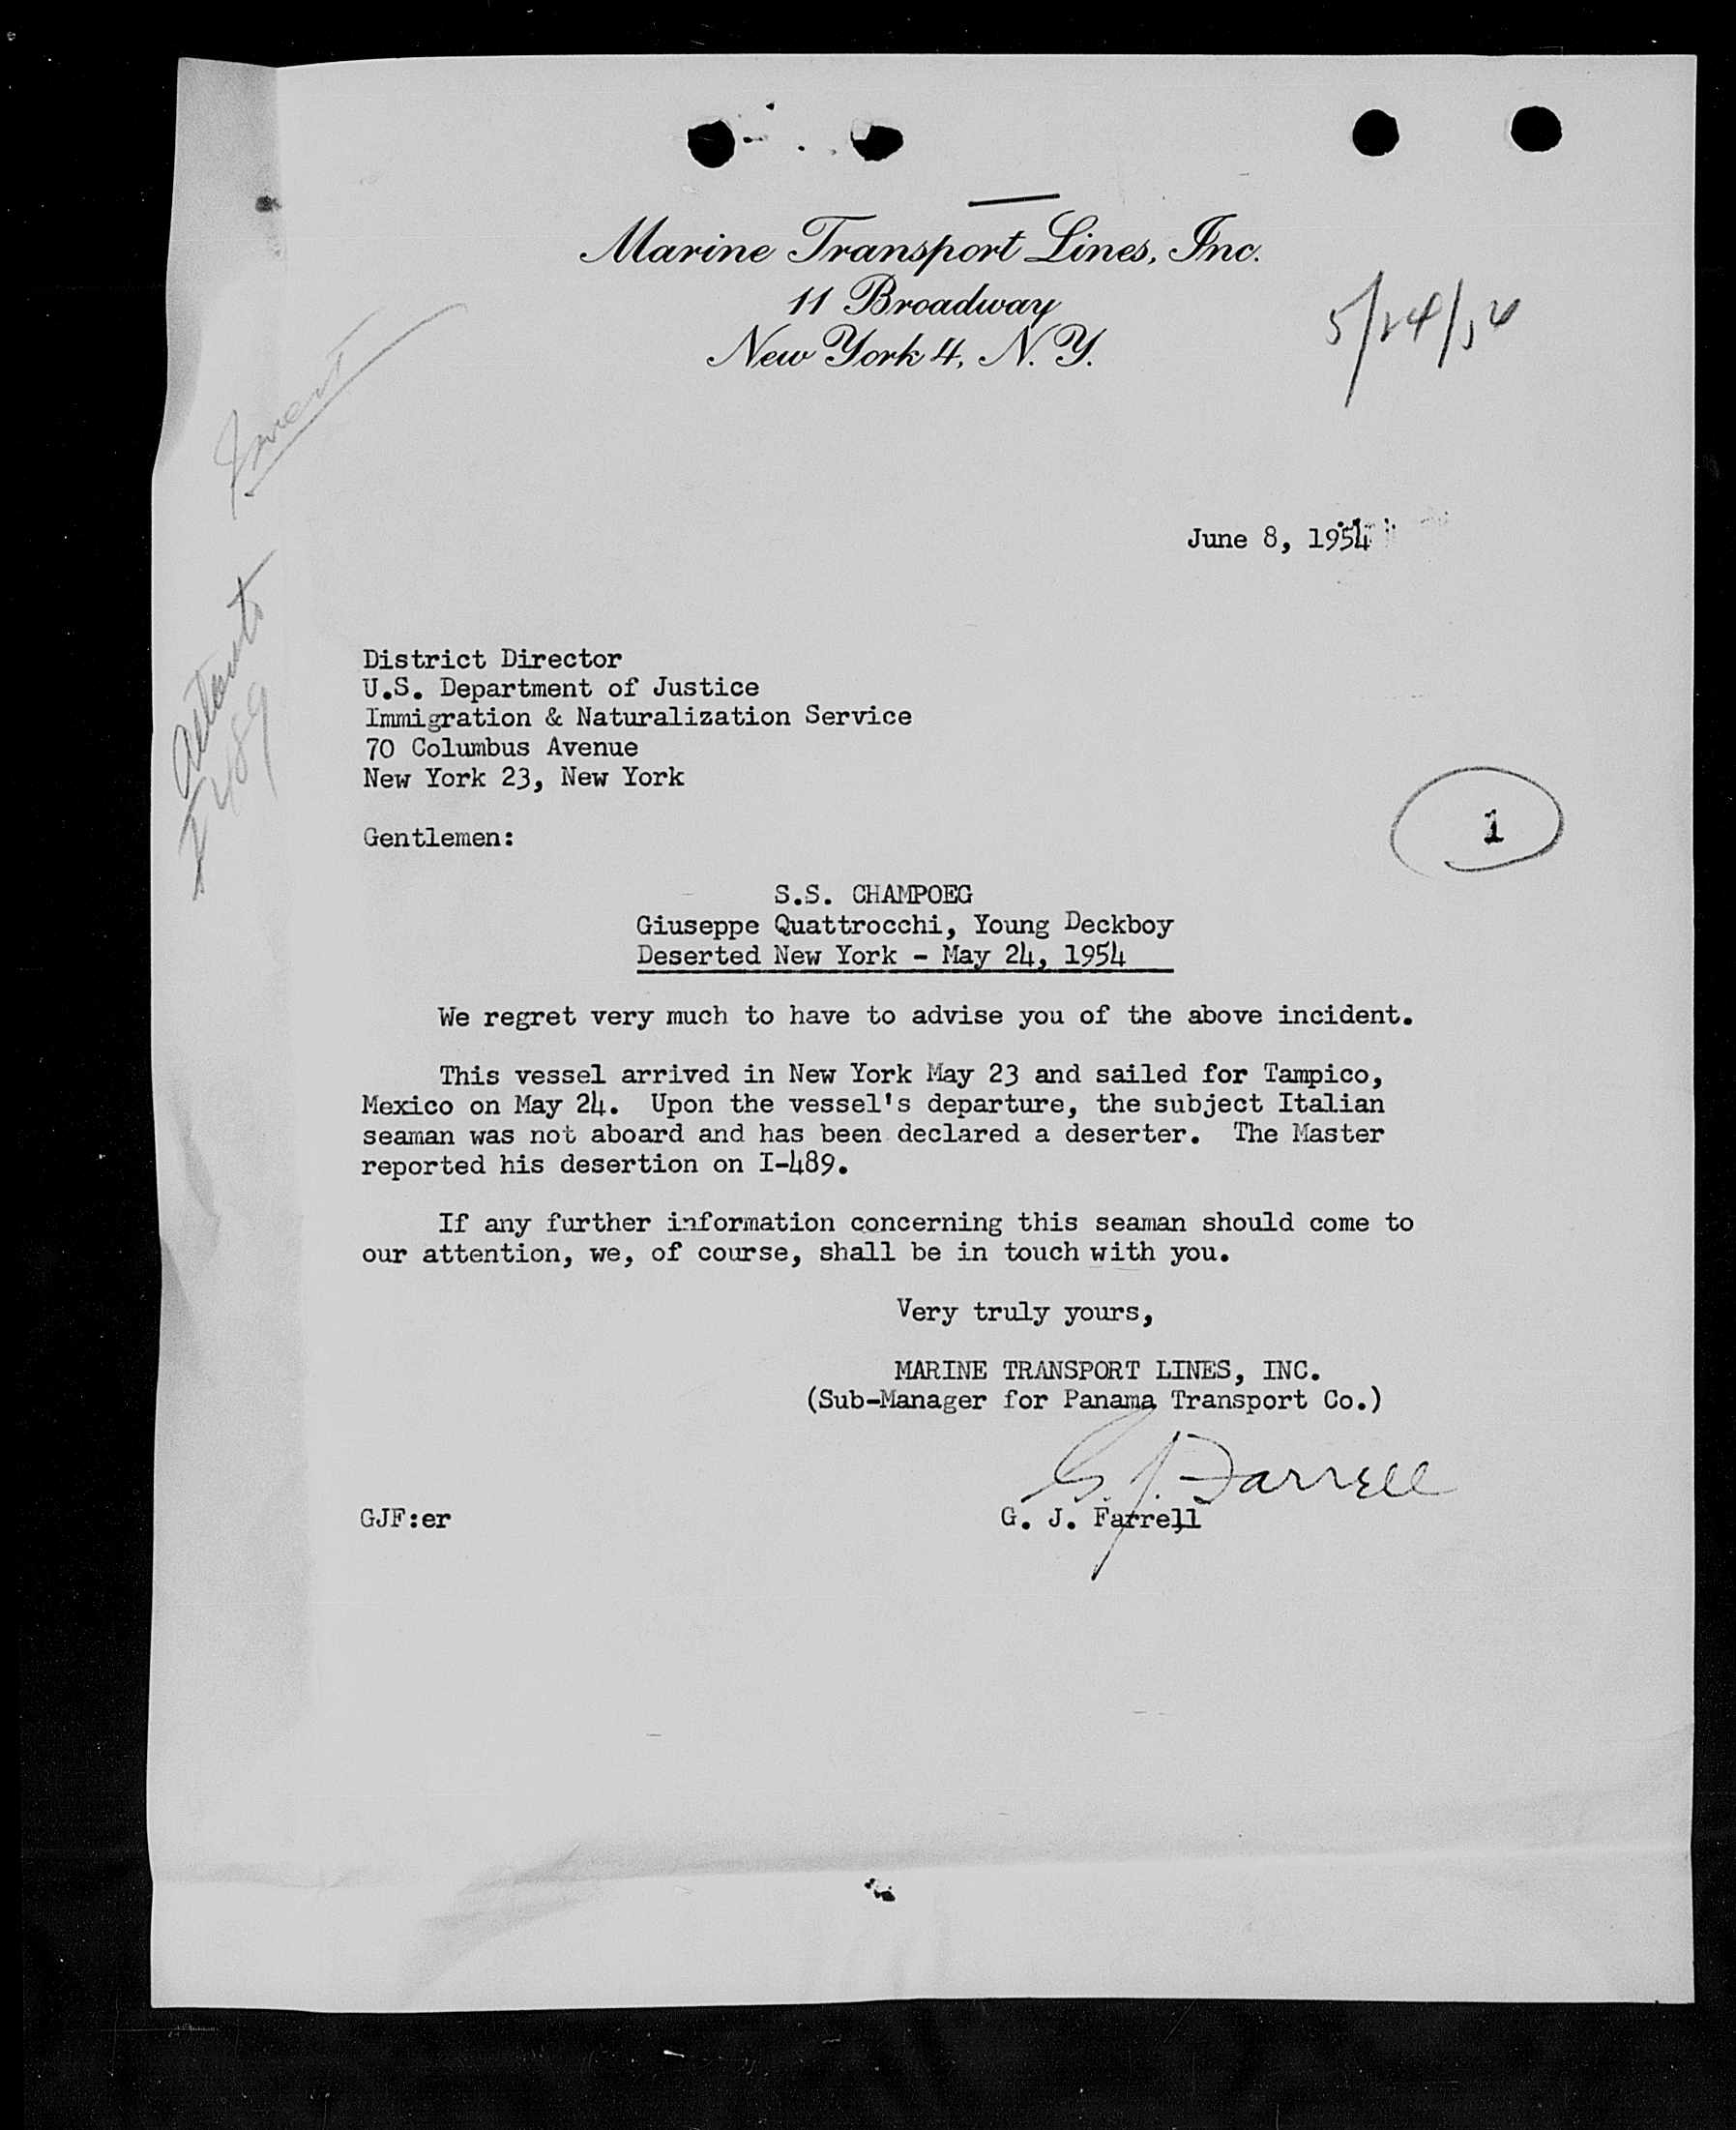 Marine Transport Lines, Inc.
11 Broadway
New York 4, N. Y.
5/24/54
June 8, 1954
District Director
U.S. Department of Justice
Immigration & Naturalization Service
70 Columbus Avenue
New York 23, New York
Gentlemen:
1
S.S. CHAMPOEG
Giuseppe Quattrocchi, Young Deckboy
Deserted New York - May 24, 1954
We regret very much to have to advise you of the above incident.
This vessel arrived in New York May 23 and sailed for Tampico,
Mexico on May 24. Upon the vessel's departure, the subject Italian
seaman was not aboard and has been declared a deserter. The Master
reported his desertion on I-489.
If any further information concerning this seaman should come to
our attention, we, of course, shall be in touch with you.
Very truly yours,
MARINE TRANSPORT LINES, INC.
(Sub-Manager for Panama Transport Co.)
G. J. Farrell
GJF:er
G. J. Farrell
I 489